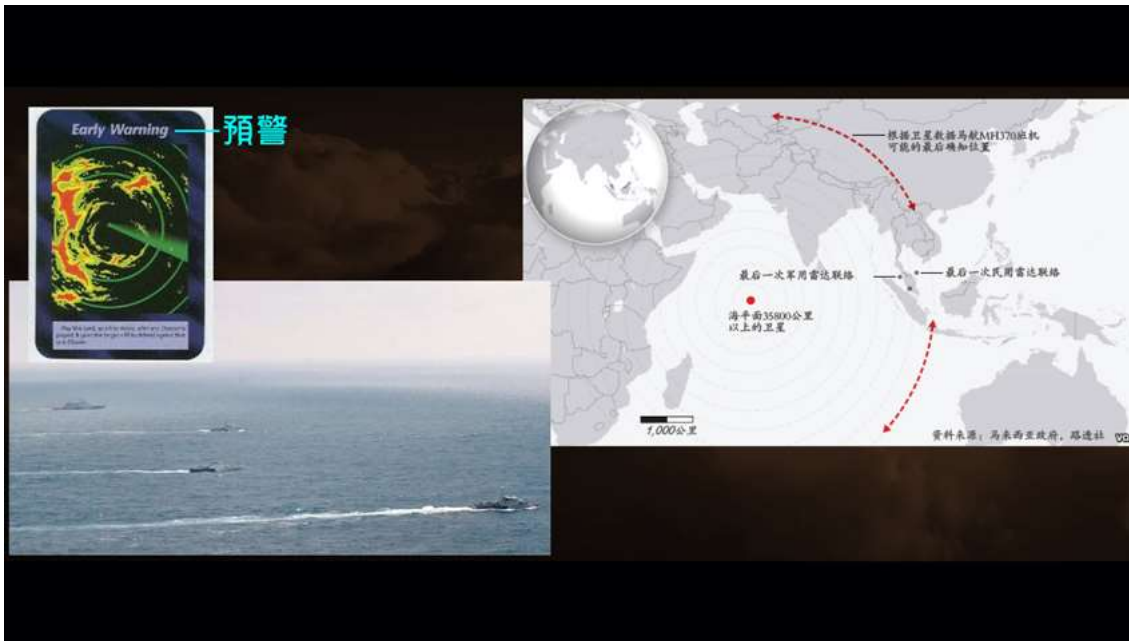 Early Warning
預警
根据卫星数据马航MH370班机
可能的最后确知位置
最后一次军用雷达联络
最后一次民用雷达联络
海平面35800公里
以上的卫星
1,000公里
资料来源：马来西亚政府，路透社